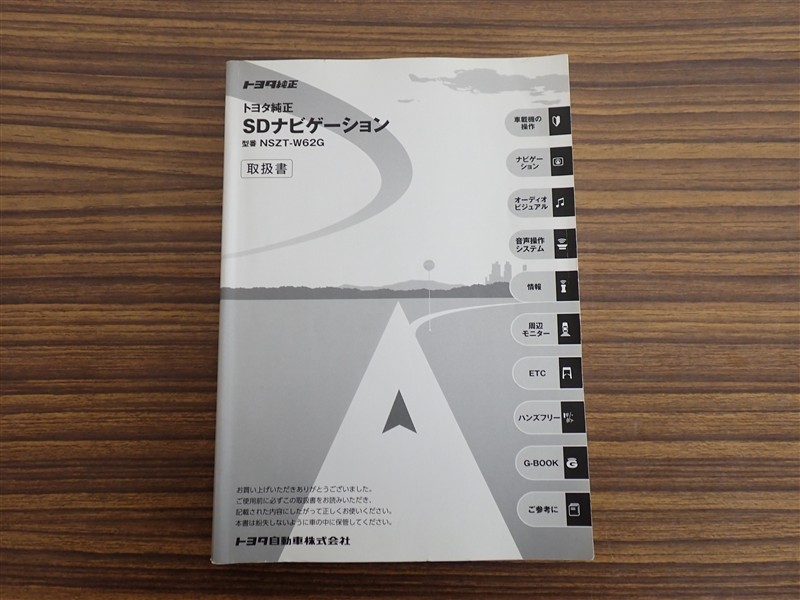 トヨタ純正
トヨタ純正
SDナビゲーション
型番 NSZT-W62G
取扱書
車載機の
操作
ナビゲー
ション
オーディオ
ビジュアル
音声操作
システム
情報
周辺
モニター
ETC
ハンズフリー
G-BOOK
ご参考に
お買い上げいただきありがとうございました。
ご使用前に必ずこの取扱書をお読みいただき、
記載された内容にしたがって正しくお使いください。
本書は紛失しないように車の中に保管してください。
トヨタ自動車株式会社